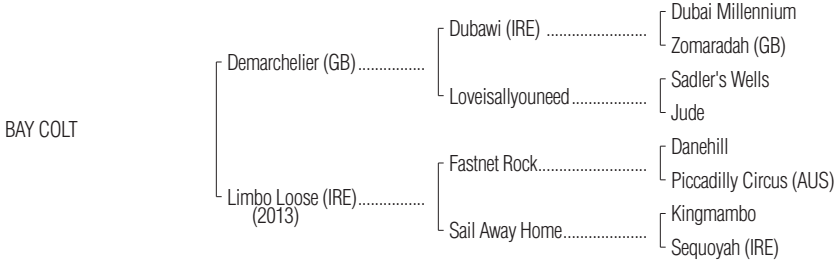 Dubai Millennium
Dubawi (IRE) ........................
Zomaradah (GB)
Demarchelier (GB) ................
Sadler's Wells
Loveisallyouneed ..................
Jude
BAY COLT
Danehill
Fastnet Rock..........................
Piccadilly Circus (AUS)
Limbo Loose (IRE) ................
(2013)
Kingmambo
Sail Away Home....................
Sequoyah (IRE)